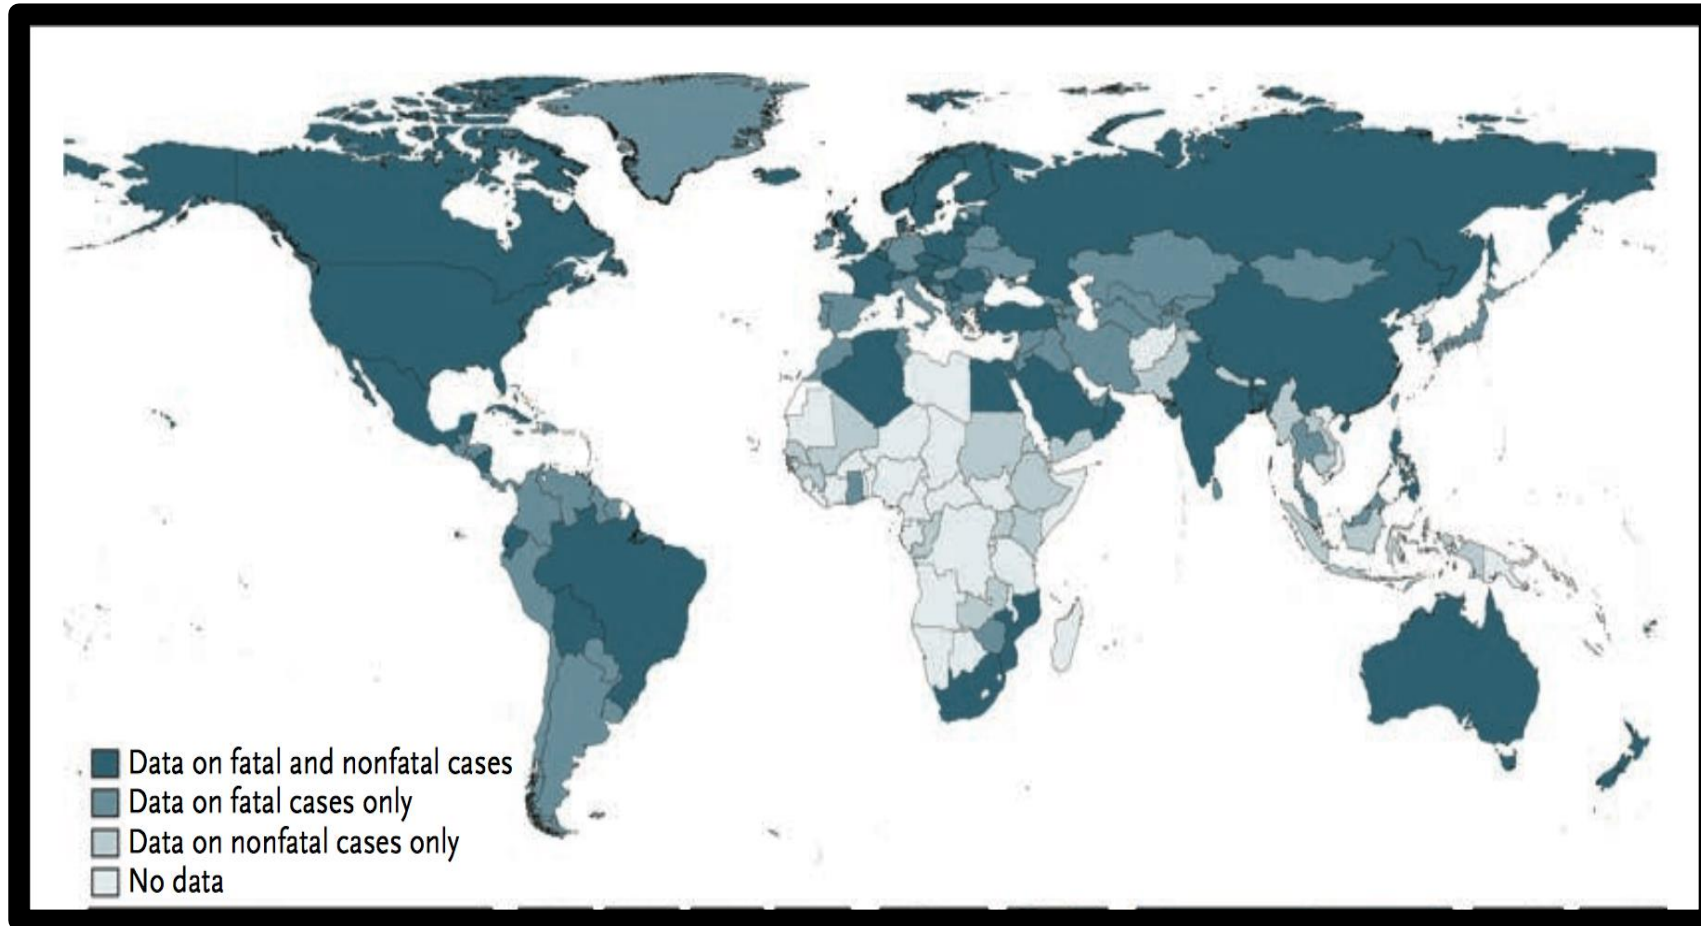 Data on fatal and nonfatal cases
Data on fatal cases only
Data on nonfatal cases only
No data